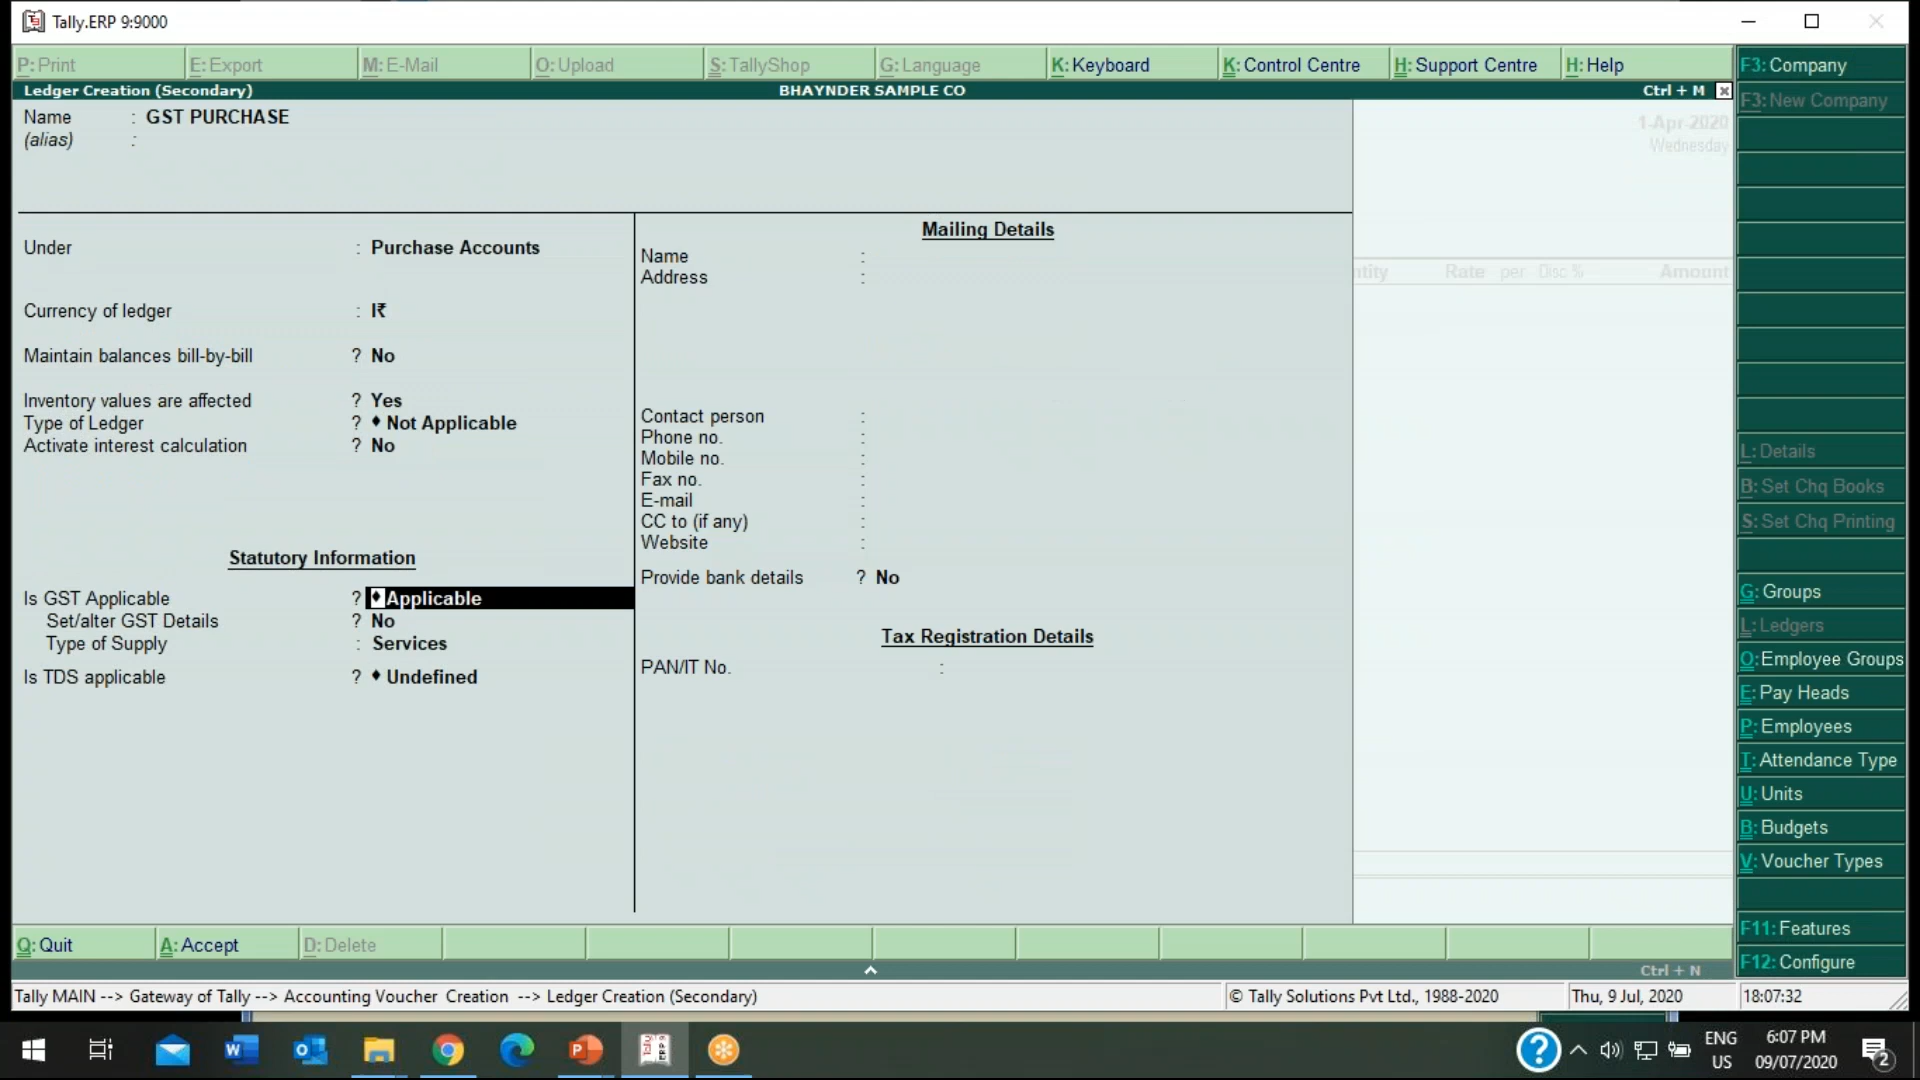 Tally.ERP 9:9000
P: Print E: Export M: E-Mail O: Upload S: TallyShop G: Language K: Keyboard K: Control Centre H: Support Centre H: Help
Ledger Creation (Secondary) BHAYNDER SAMPLE CO Ctrl + M
Name : GST PURCHASE
(alias) :
1-Apr-2020
Wednesday
Under : Purchase Accounts
Currency of ledger : I₹
Maintain balances bill-by-bill ? No
Inventory values are affected ? Yes
Type of Ledger ? ♦ Not Applicable
Activate interest calculation ? No
Statutory Information
Is GST Applicable ? ♦ Applicable
Set/alter GST Details ? No
Type of Supply : Services
Is TDS applicable ? ♦ Undefined
Mailing Details
Name :
Address :
Contact person :
Phone no. :
Mobile no. :
Fax no. :
E-mail :
CC to (if any) :
Website :
Provide bank details ? No
Tax Registration Details
PAN/IT No. :
ntity Rate per Disc % Amount
F3: Company
F3: New Company
L: Details
B: Set Chq Books
S: Set Chq Printing
G: Groups
L: Ledgers
O: Employee Groups
E: Pay Heads
P: Employees
T: Attendance Type
U: Units
B: Budgets
V: Voucher Types
F11: Features
F12: Configure
Q: Quit A: Accept D: Delete
Ctrl + N
Tally MAIN --> Gateway of Tally --> Accounting Voucher Creation --> Ledger Creation (Secondary) © Tally Solutions Pvt Ltd., 1988-2020 Thu, 9 Jul, 2020 18:07:32
ENG
US
6:07 PM
09/07/2020
2